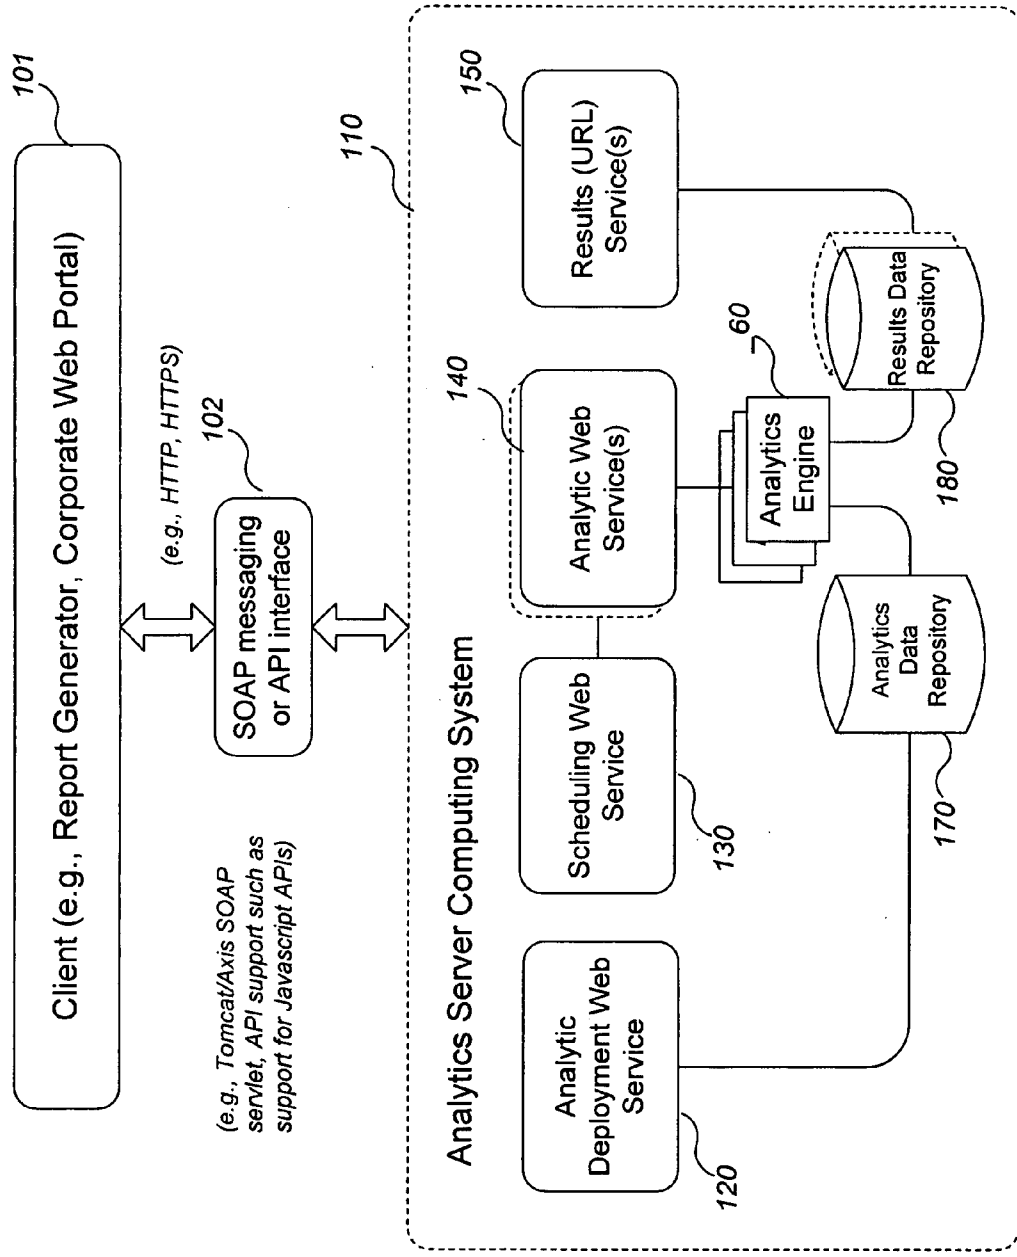 Client (e.g., Report Generator, Corporate Web Portal)
101
(e.g., HTTP, HTTPS)
102
SOAP messaging
or API interface
(e.g., Tomcat/Axis SOAP
servlet, API support such as
support for Javascript APIs)
110
Analytics Server Computing System
Analytic
Deployment Web
Service
120
Scheduling Web
Service
130
Analytic Web
Service(s)
140
Results (URL)
Service(s)
150
Analytics
Engine
60
Analytics
Data
Repository
170
Results Data
Repository
180